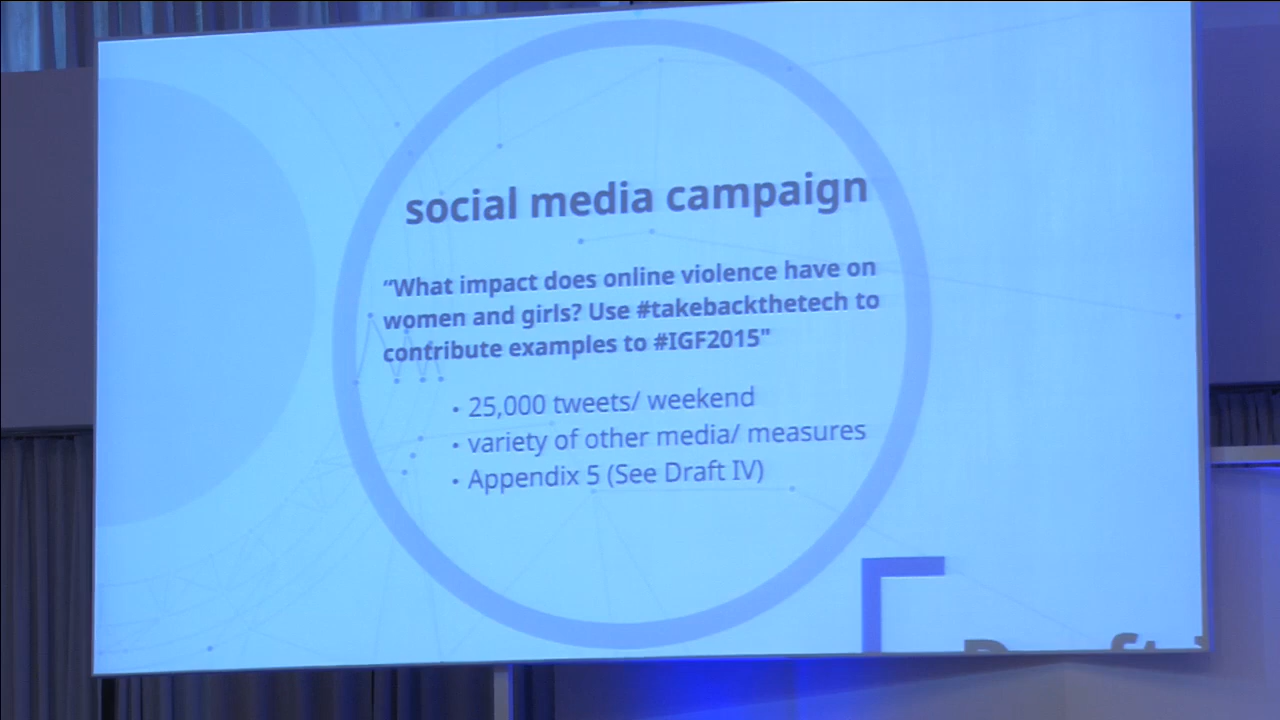 social media campaign
“What impact does online violence have on
women and girls? Use #takebackthetech to
contribute examples to #IGF2015"
• 25,000 tweets/ weekend
• variety of other media/ measures
• Appendix 5 (See Draft IV)